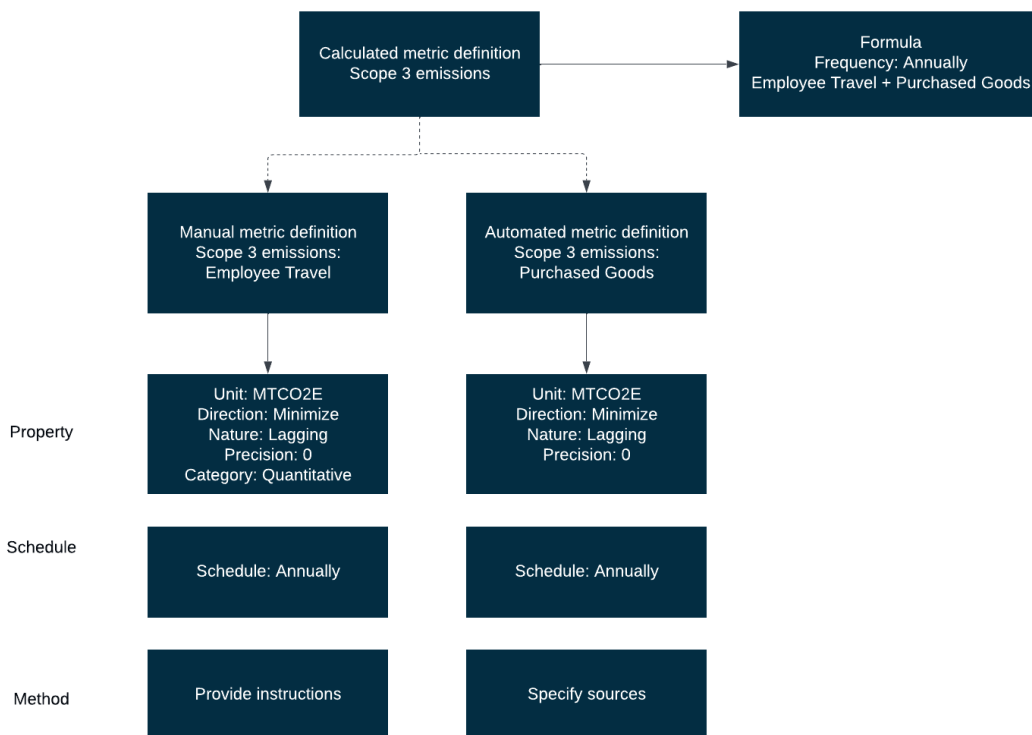 Calculated metric definition
Scope 3 emissions
Formula
Frequency: Annually
Employee Travel + Purchased Goods
Manual metric definition
Scope 3 emissions:
Employee Travel
Automated metric definition
Scope 3 emissions:
Purchased Goods
Property
Unit: MTCO2E
Direction: Minimize
Nature: Lagging
Precision: 0
Category: Quantitative
Unit: MTCO2E
Direction: Minimize
Nature: Lagging
Precision: 0
Schedule
Schedule: Annually
Schedule: Annually
Method
Provide instructions
Specify sources